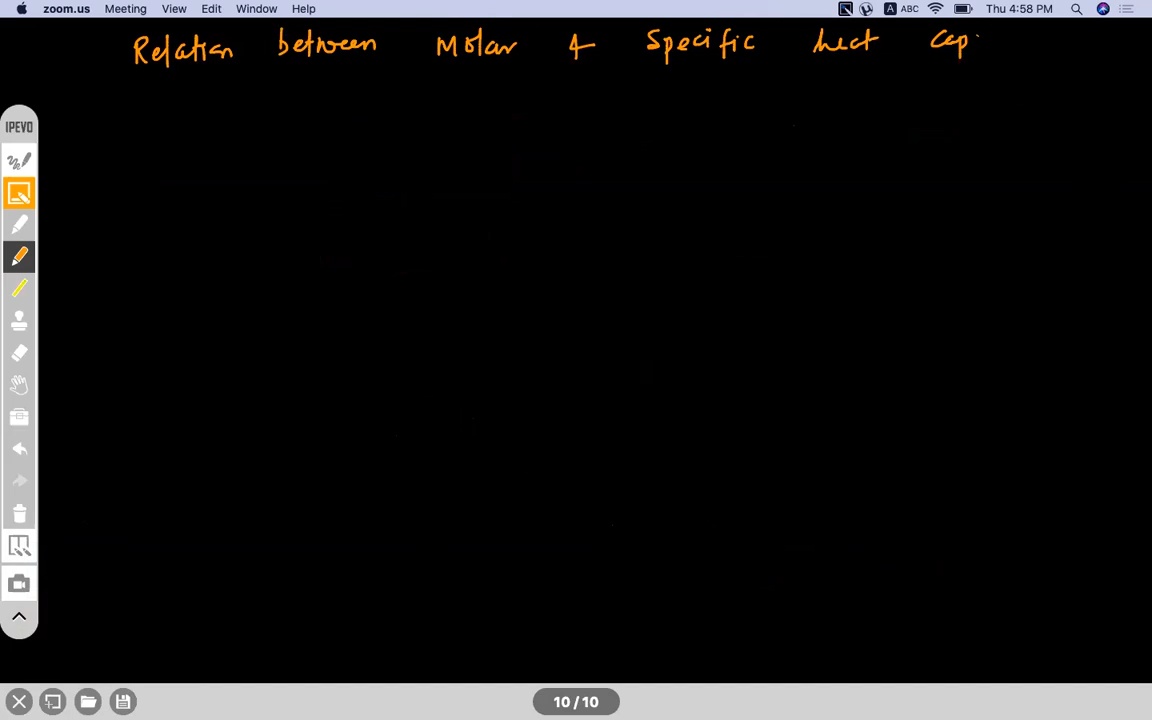 zoom.us Meeting View Edit Window Help A ABC Thu 4:58 PM
Relation between Molar & Specific heat cap.
IPEVO
10 / 10